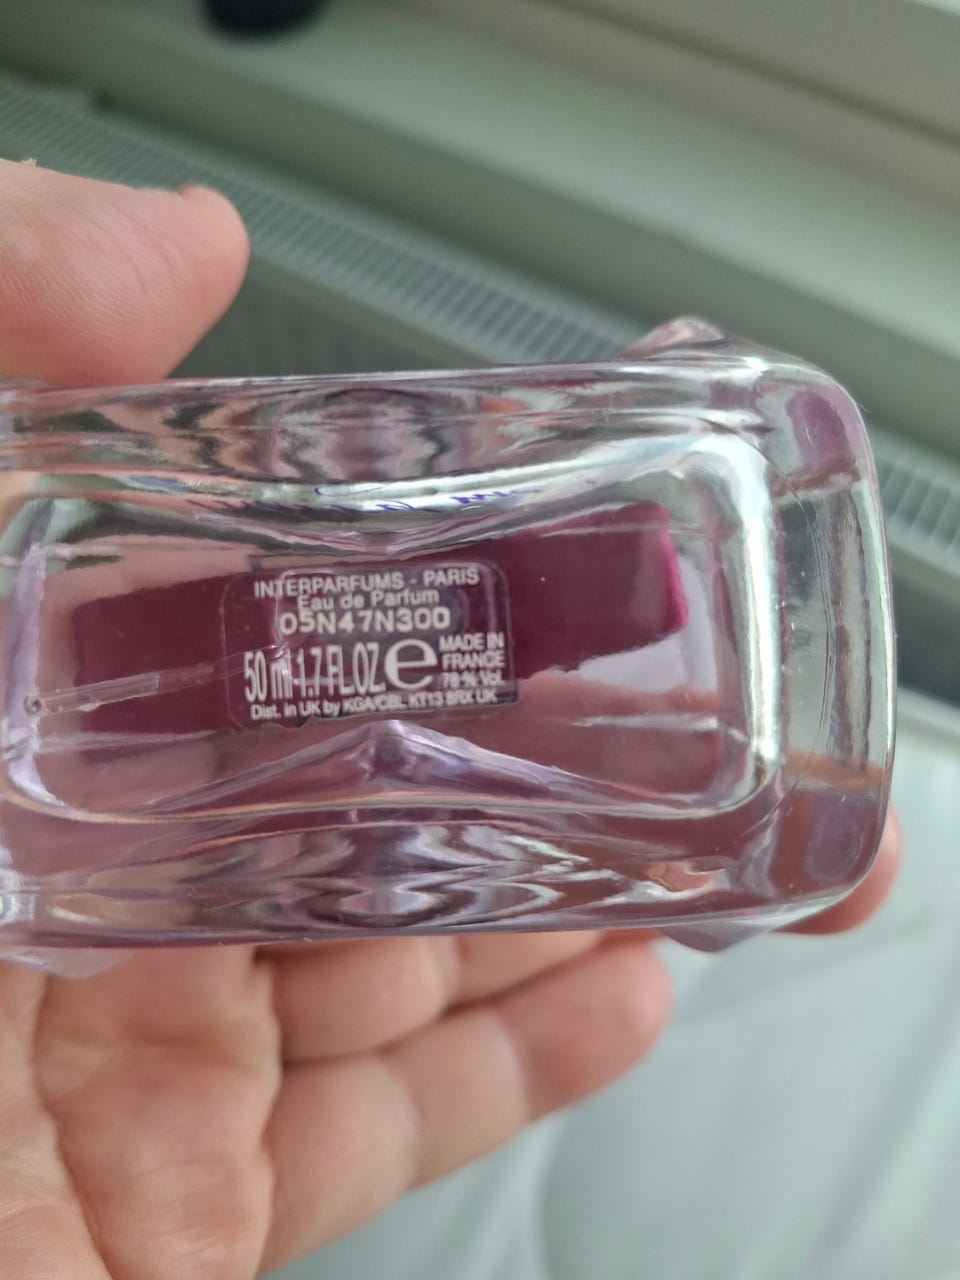 INTERPARFUMS - PARIS
Eau de Parfum
05N47N300
50 ml 1.7 FL.OZ e
MADE IN
FRANCE
78 % Vol.
Dist. in UK by KGA/CBL KT13 8RX UK